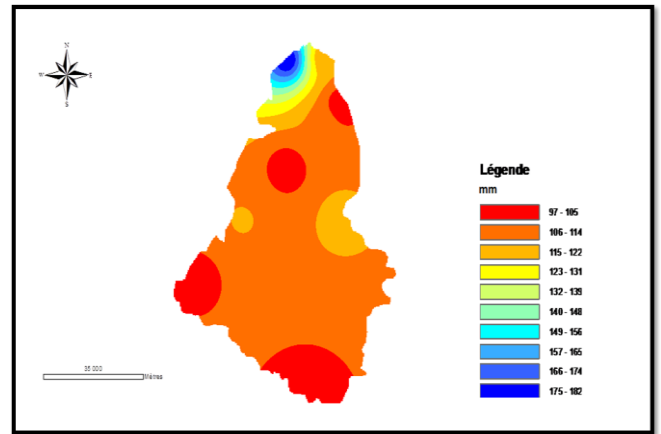 N
W E
S
Légende
mm
97 - 105
106 - 114
115 - 122
123 - 131
132 - 139
140 - 148
149 - 156
157 - 165
166 - 174
175 - 182
35 000
Mètres